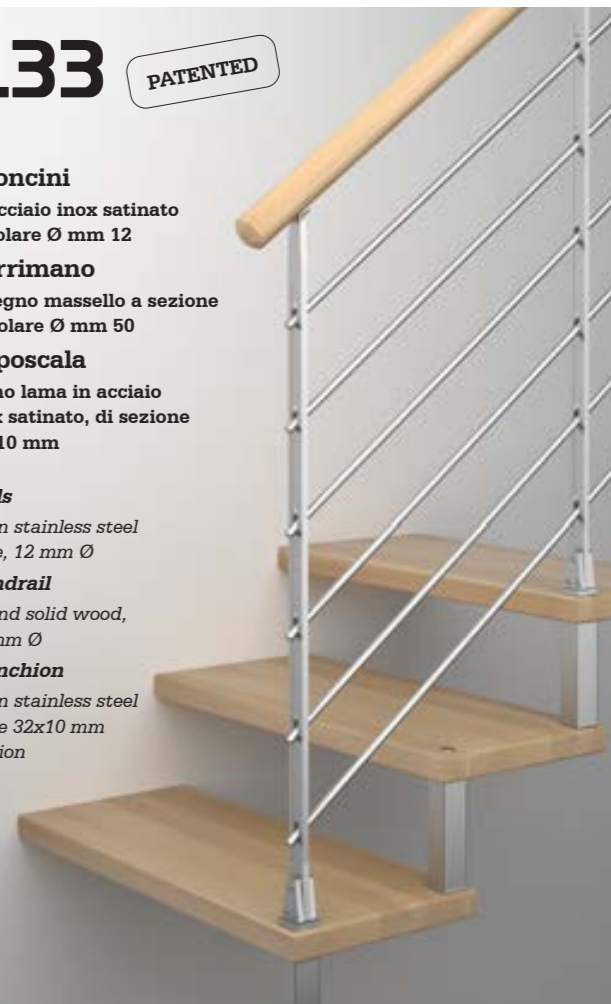 .133
PATENTED
oncini
cciaio inox satinato
olare Ø mm 12
rrimano
egno massello a sezione
olare Ø mm 50
poscala
no lama in acciaio
x satinato, di sezione
10 mm
ls
n stainless steel
e, 12 mm Ø
ndrail
nd solid wood,
mm Ø
nchion
n stainless steel
e 32x10 mm
ion